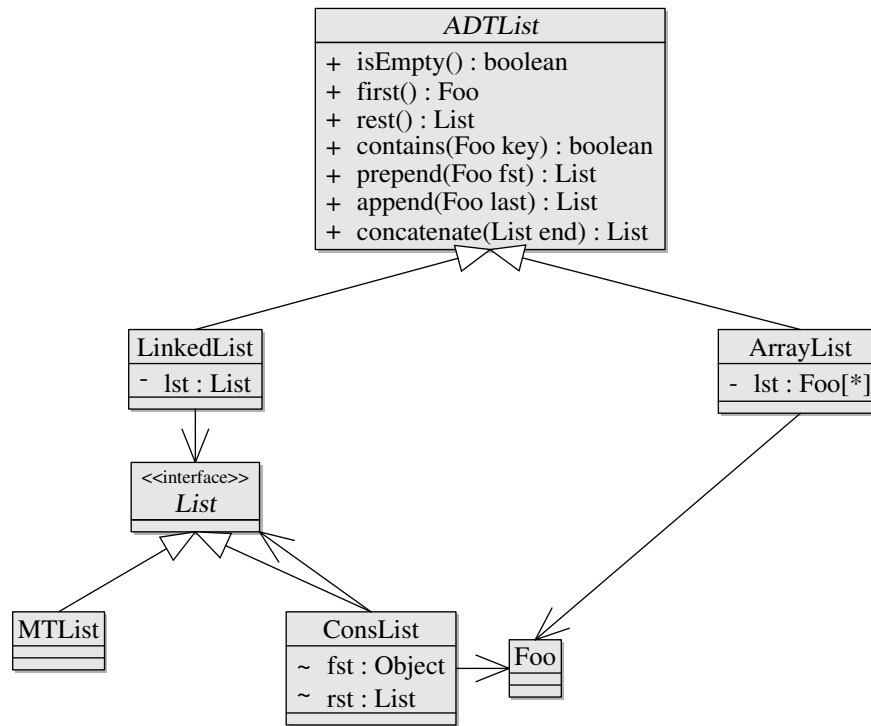 ADTList
+ isEmpty() : boolean
+ first() : Foo
+ rest() : List
+ contains(Foo key) : boolean
+ prepend(Foo fst) : List
+ append(Foo last) : List
+ concatenate(List end) : List
LinkedList
- lst : List
ArrayList
- lst : Foo[*]
<<interface>>
List
MTList
ConsList
~ fst : Object
~ rst : List
Foo